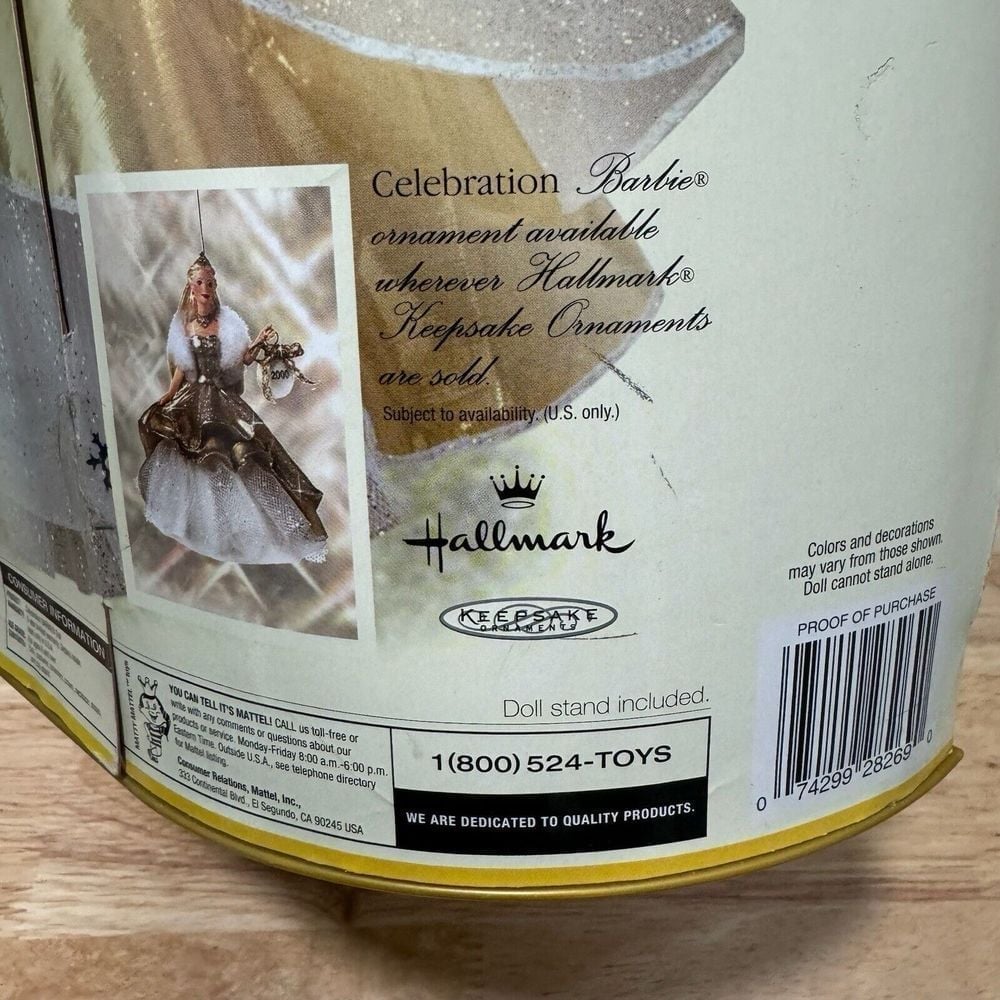 Celebration Barbie®
ornament available
wherever Hallmark®
Keepsake Ornaments
are sold.
Subject to availability. (U.S. only.)
2000
Hallmark
KEEPSAKE
ORNAMENTS
Colors and decorations
may vary from those shown.
Doll cannot stand alone.
PROOF OF PURCHASE
0 74299 28269 0
Doll stand included.
CONSUMER INFORMATION
YOU CAN TELL IT'S MATTEL! CALL us toll-free or
write with any comments or questions about our
products or service. Monday-Friday 8:00 a.m.-6:00 p.m.
Eastern Time. Outside U.S.A., see telephone directory
for Mattel listing.
Consumer Relations, Mattel, Inc.,
333 Continental Blvd., El Segundo, CA 90245 USA
1(800) 524-TOYS
WE ARE DEDICATED TO QUALITY PRODUCTS.